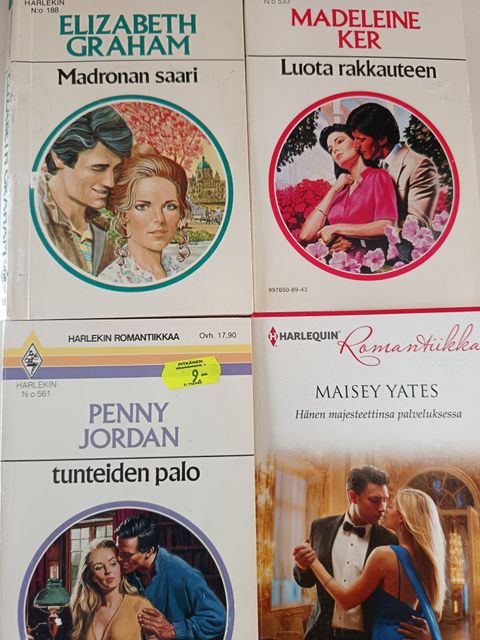 HARLEKIN
N:o 188
ELIZABETH
GRAHAM
Madronan saari
N:o 533
MADELEINE
KER
Luota rakkauteen
997650-89-43
HARLEKIN ROMANTIIKKAA Ovh. 17,90
HARLEKIN
N:o 561
PITKÄNEN
9.-
PENNY
JORDAN
tunteiden palo
HARLEQUIN Romantiikka
MAISEY YATES
Hänen majesteettinsa palveluksessa